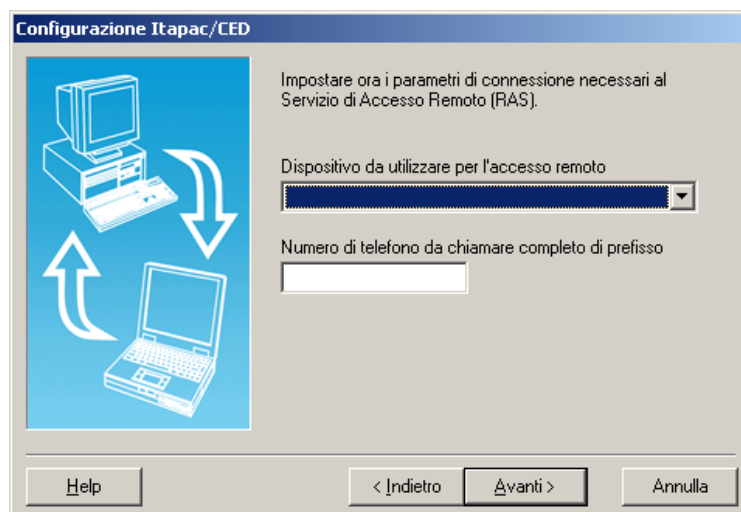 Configurazione Itapac/CED
Impostare ora i parametri di connessione necessari al
Servizio di Accesso Remoto (RAS).
Dispositivo da utilizzare per l'accesso remoto
Numero di telefono da chiamare completo di prefisso
Help
< Indietro
Avanti >
Annulla